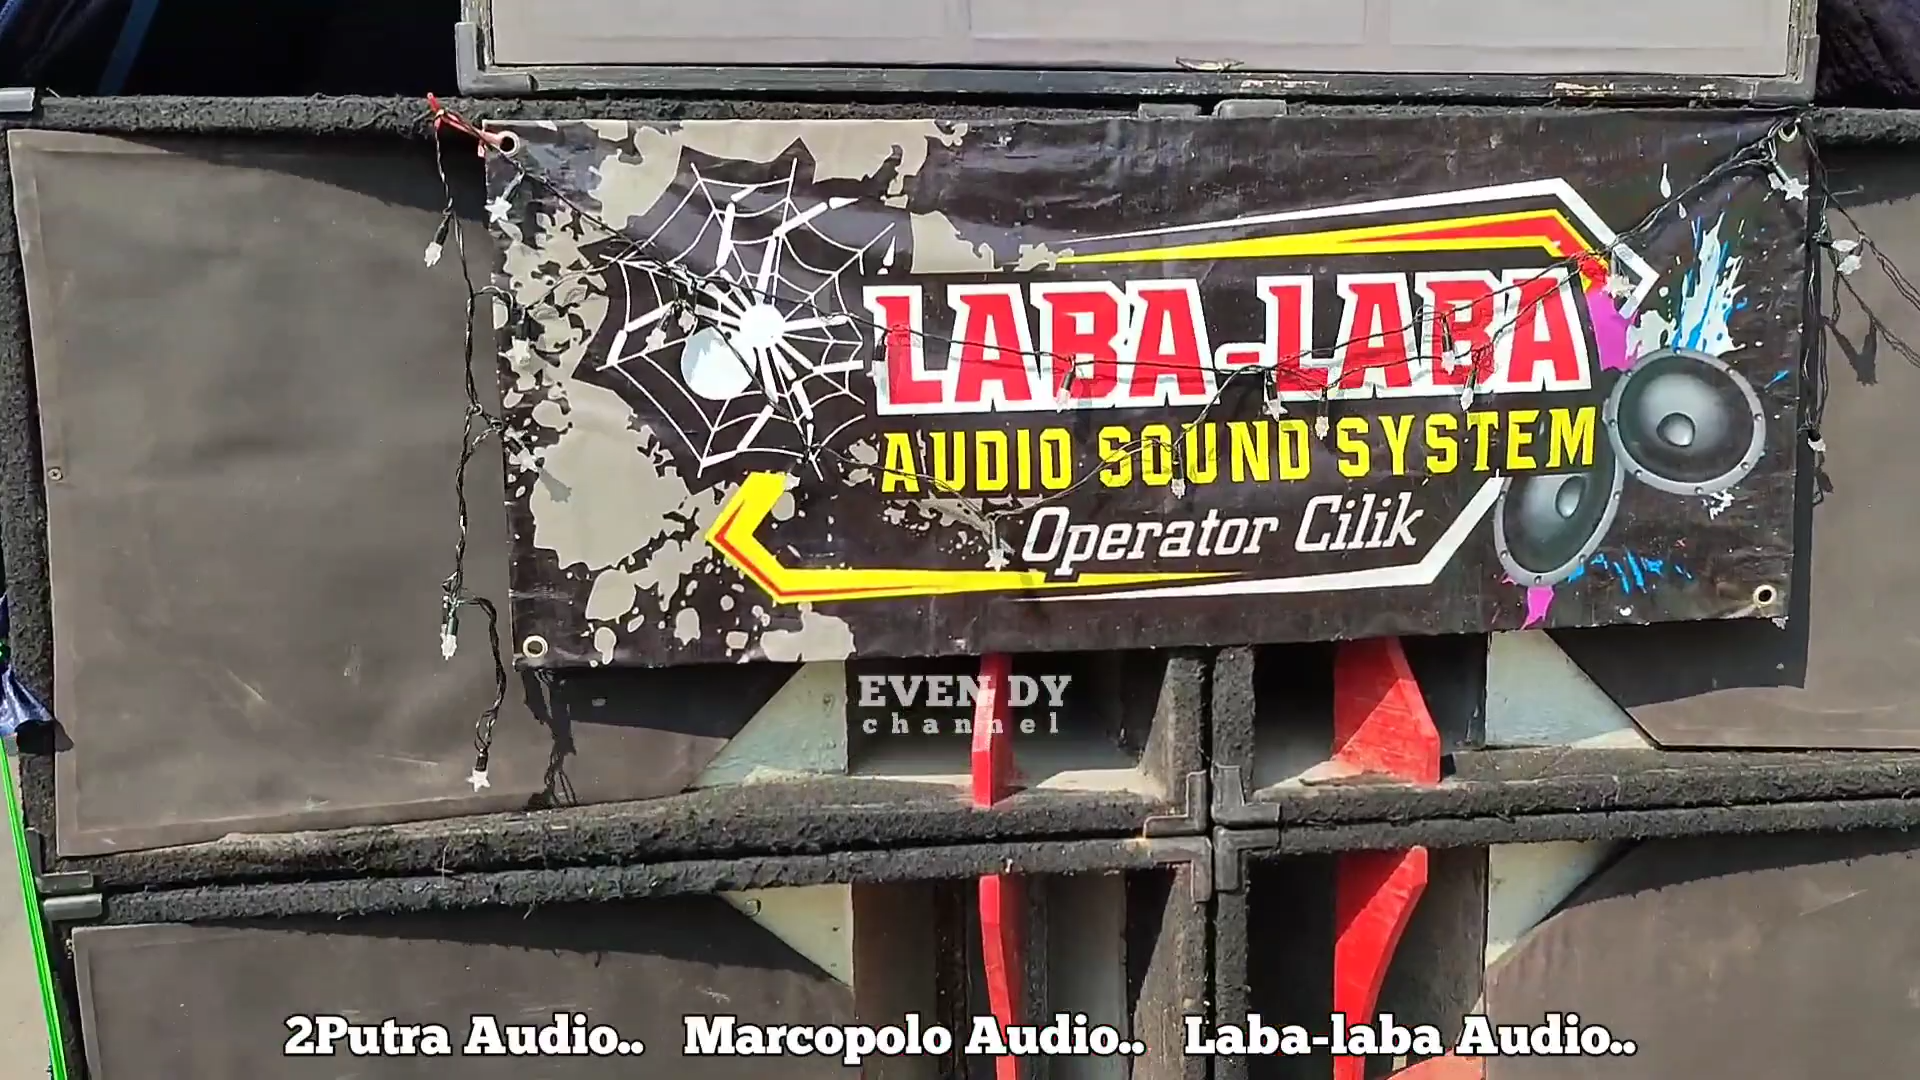 LABA-LABA
AUDIO SOUND SYSTEM
Operator Cilik
EVEN DY
channel
2Putra Audio.. Marcopolo Audio.. Laba-laba Audio..